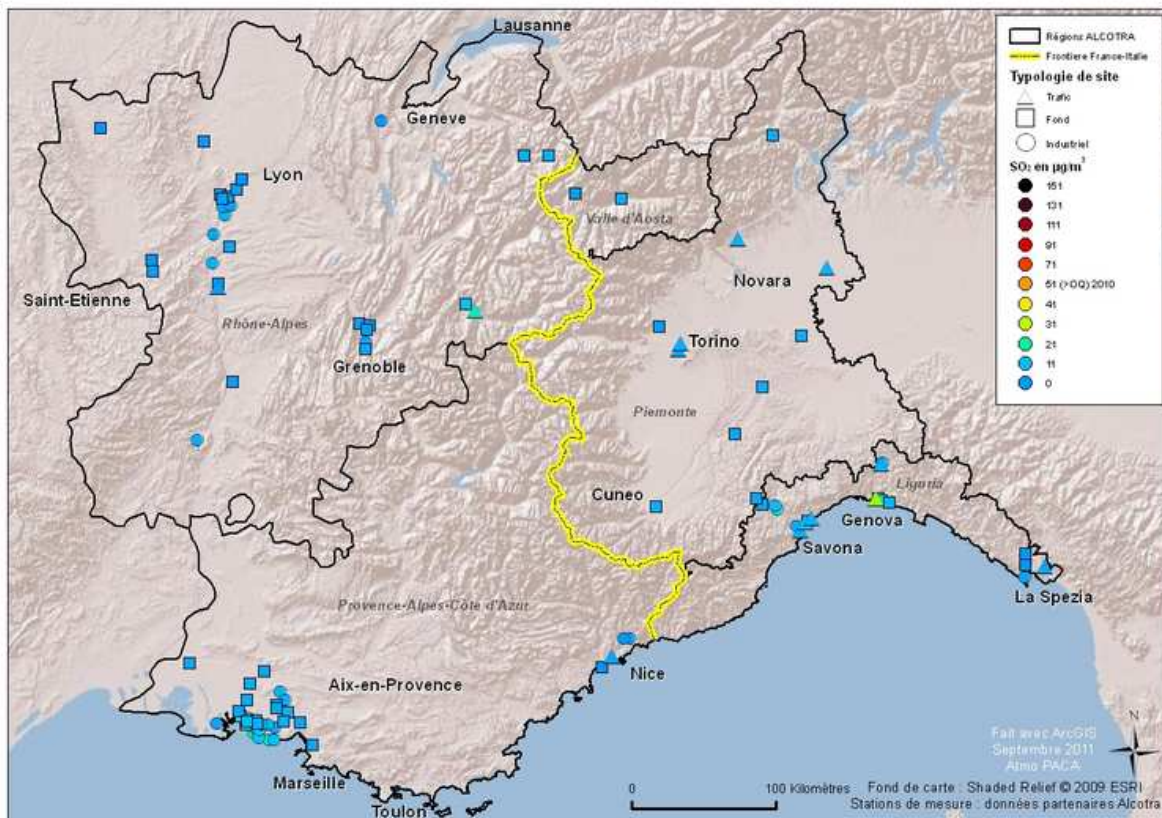 Lausanne
Geneve
Lyon
Valle d'Aosta
Novara
Saint-Etienne
Rhône-Alpes
Grenoble
Torino
Piemonte
Cuneo
Liguria
Genova
Savona
La Spezia
Provence-Alpes-Côte d'Azur
Nice
Aix-en-Provence
Marseille
Toulon
Régions ALCOTRA
Frontiere France-Italie
Typologie de site
Trafic
Fond
Industriel
SO₂ en µg/m³
151
131
111
91
71
51 (>OQ) 2010
41
31
21
11
0
N
Fait avec ArcGIS
Septembre 2011
Atmo PACA
0 100 Kilomètres
Fond de carte : Shaded Relief © 2009 ESRI
Stations de mesure : données partenaires Alcotra